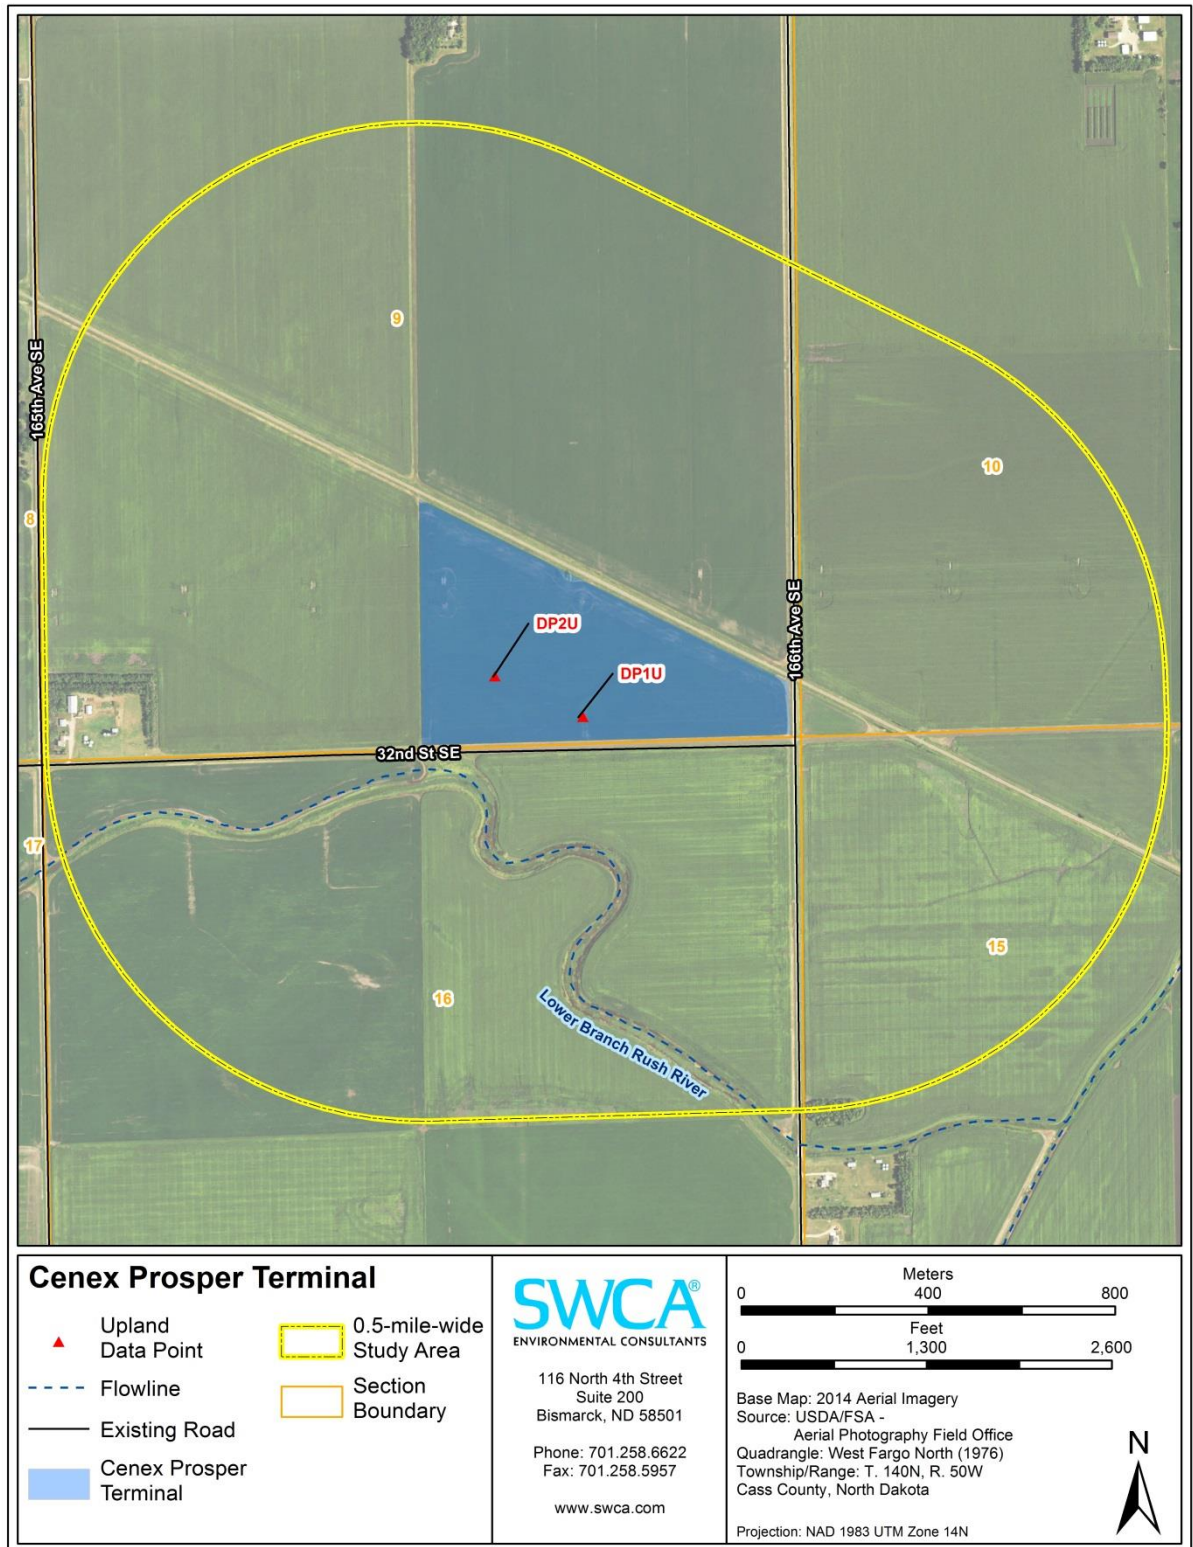 9
165th Ave SE
10
8
DP2U
166th Ave SE
DP1U
32nd St SE
17
15
16
Lower Branch Rush River
Cenex Prosper Terminal
Upland
Data Point
Flowline
Existing Road
Cenex Prosper
Terminal
0.5-mile-wide
Study Area
Section
Boundary
SWCA®
ENVIRONMENTAL CONSULTANTS
116 North 4th Street
Suite 200
Bismarck, ND 58501
Phone: 701.258.6622
Fax: 701.258.5957
www.swca.com
Meters
0 400 800
Feet
0 1,300 2,600
Base Map: 2014 Aerial Imagery
Source: USDA/FSA -
Aerial Photography Field Office
Quadrangle: West Fargo North (1976)
Township/Range: T. 140N, R. 50W
Cass County, North Dakota
Projection: NAD 1983 UTM Zone 14N
N